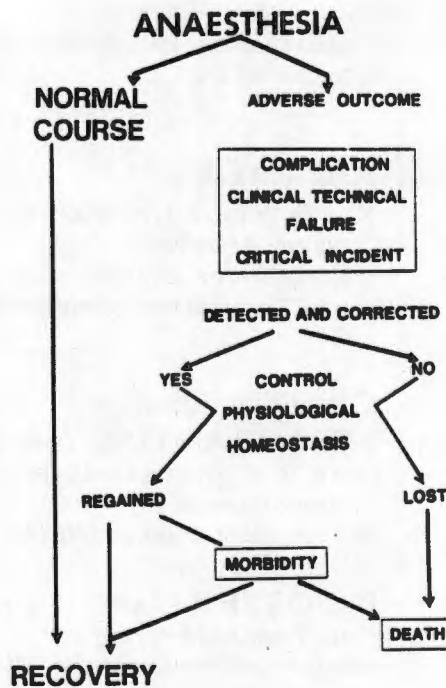 ANAESTHESIA
NORMAL
COURSE
ADVERSE OUTCOME
COMPLICATION
CLINICAL TECHNICAL
FAILURE
CRITICAL INCIDENT
DETECTED AND CORRECTED
YES
NO
CONTROL
PHYSIOLOGICAL
HOMEOSTASIS
REGAINED
LOST
MORBIDITY
DEATH
RECOVERY